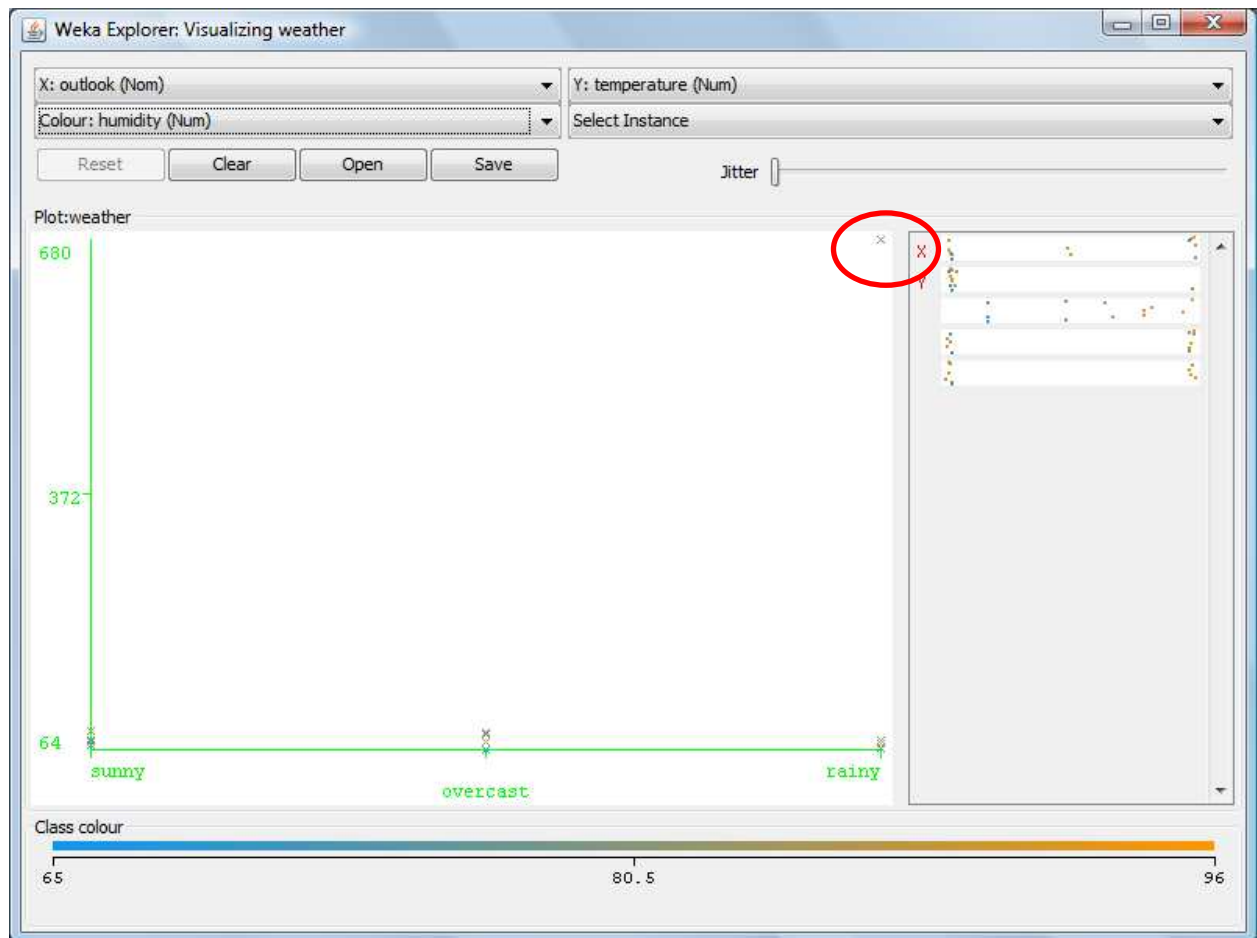 Weka Explorer: Visualizing weather
X: outlook (Nom)
Y: temperature (Num)
Colour: humidity (Num)
Select Instance
Reset
Clear
Open
Save
Jitter
Plot:weather
680
X
Y
372
64
sunny
rainy
overcast
Class colour
65
80.5
96